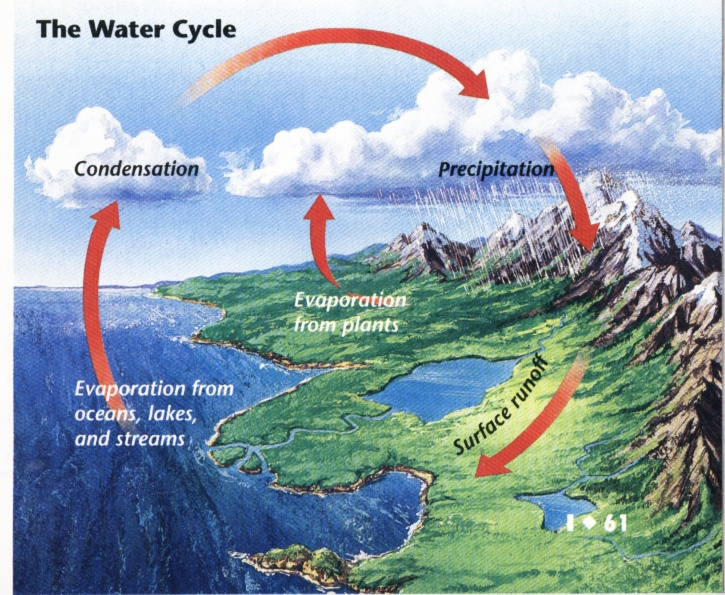 The Water Cycle
Condensation
Precipitation
Evaporation
from plants
Evaporation from
oceans, lakes,
and streams
Surface runoff
I ◆ 61